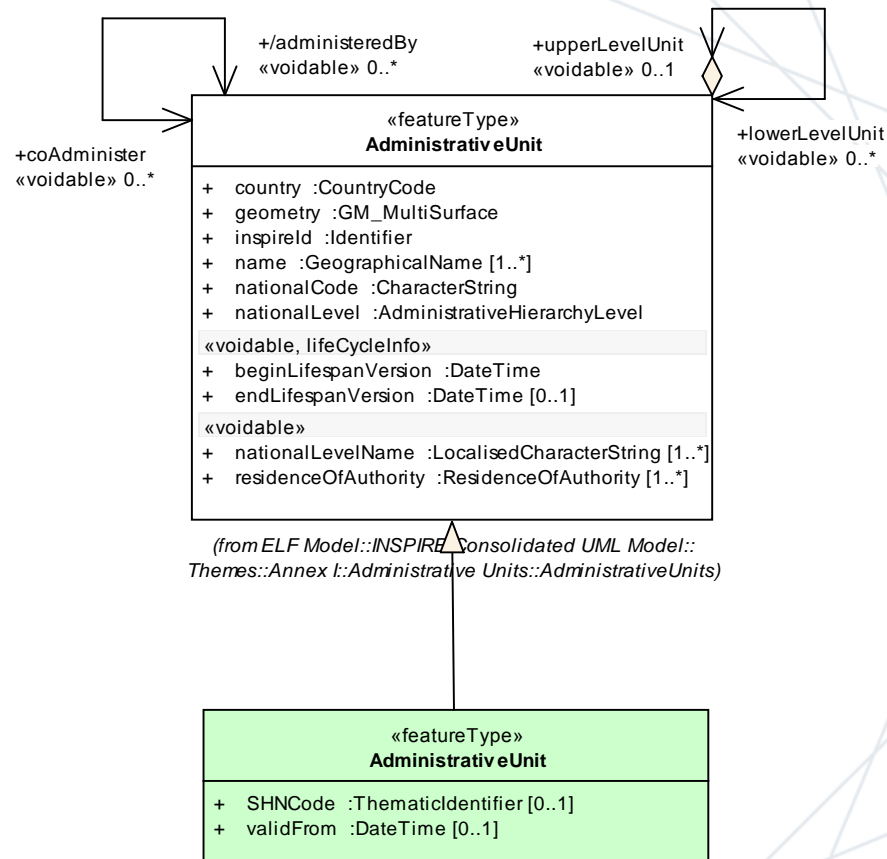 +/administeredBy
«voidable» 0..*
+upperLevelUnit
«voidable» 0..1
+coAdminister
«voidable» 0..*
+lowerLevelUnit
«voidable» 0..*
«featureType»
AdministrativeUnit
+ country :CountryCode
+ geometry :GM_MultiSurface
+ inspireId :Identifier
+ name :GeographicalName [1..*]
+ nationalCode :CharacterString
+ nationalLevel :AdministrativeHierarchyLevel
«voidable, lifeCycleInfo»
+ beginLifespanVersion :DateTime
+ endLifespanVersion :DateTime [0..1]
«voidable»
+ nationalLevelName :LocalisedCharacterString [1..*]
+ residenceOfAuthority :ResidenceOfAuthority [1..*]
(from ELF Model::INSPIRE Consolidated UML Model::
Themes::Annex I::Administrative Units::AdministrativeUnits)
«featureType»
AdministrativeUnit
+ SHNCode :ThematicIdentifier [0..1]
+ validFrom :DateTime [0..1]